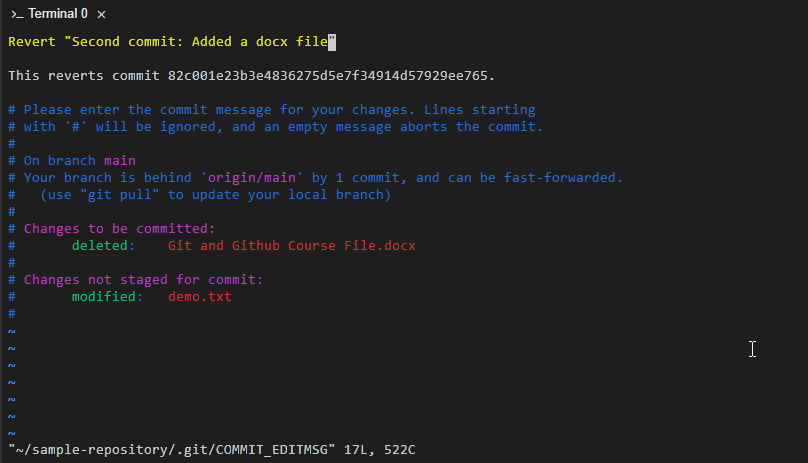 >_ Terminal 0 ×
Revert "Second commit: Added a docx file"
This reverts commit 82c001e23b3e4836275d5e7f34914d57929ee765.
# Please enter the commit message for your changes. Lines starting
# with '#' will be ignored, and an empty message aborts the commit.
#
# On branch main
# Your branch is behind 'origin/main' by 1 commit, and can be fast-forwarded.
#   (use "git pull" to update your local branch)
#
# Changes to be committed:
#       deleted:    Git and Github Course File.docx
#
# Changes not staged for commit:
#       modified:   demo.txt
#
~
~
~
~
~
~
~
"~/sample-repository/.git/COMMIT_EDITMSG" 17L, 522C